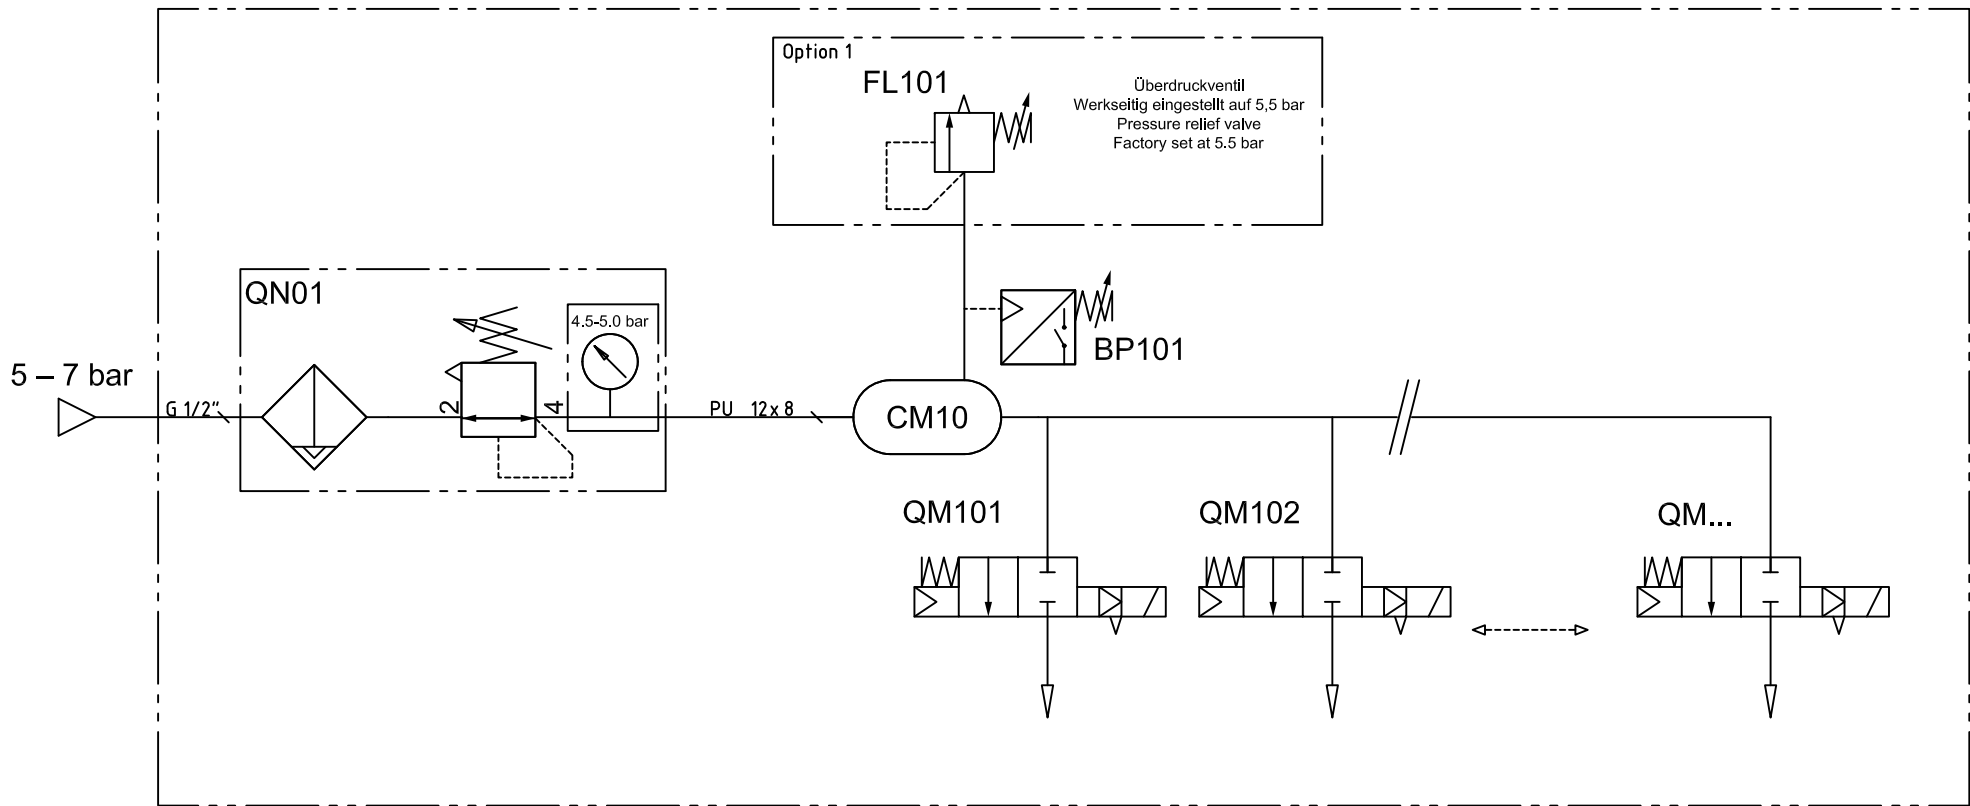 Option 1
FL101
Überdruckventil
Werkseitig eingestellt auf 5,5 bar
Pressure relief valve
Factory set at 5.5 bar
QN01
4.5-5.0 bar
BP101
5 – 7 bar
G 1/2"
2
4
PU 12x8
CM10
QM101
QM102
QM...